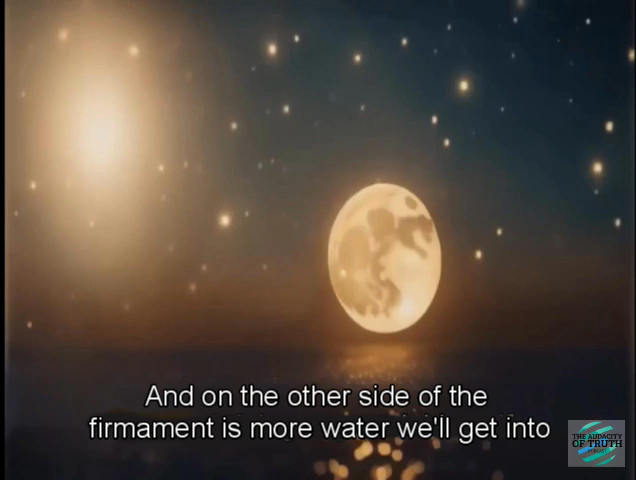 And on the other side of the
firmament is more water we'll get into
THE AUDACITY
OF TRUTH
PODCAST